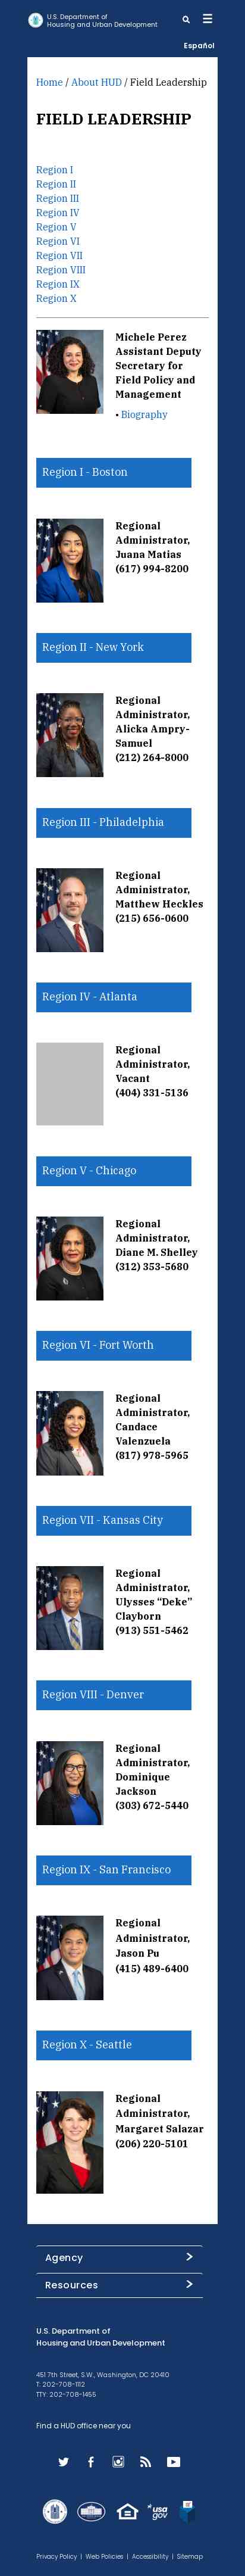 U.S. Department of
Housing and Urban Development
Español
Home / About HUD / Field Leadership
FIELD LEADERSHIP
Region I
Region II
Region III
Region IV
Region V
Region VI
Region VII
Region VIII
Region IX
Region X
Michele Perez
Assistant Deputy
Secretary for
Field Policy and
Management
• Biography
Region I - Boston
Regional
Administrator,
Juana Matias
(617) 994-8200
Region II - New York
Regional
Administrator,
Alicka Ampry-
Samuel
(212) 264-8000
Region III - Philadelphia
Regional
Administrator,
Matthew Heckles
(215) 656-0600
Region IV - Atlanta
Regional
Administrator,
Vacant
(404) 331-5136
Region V - Chicago
Regional
Administrator,
Diane M. Shelley
(312) 353-5680
Region VI - Fort Worth
Regional
Administrator,
Candace
Valenzuela
(817) 978-5965
Region VII - Kansas City
Regional
Administrator,
Ulysses “Deke”
Clayborn
(913) 551-5462
Region VIII - Denver
Regional
Administrator,
Dominique
Jackson
(303) 672-5440
Region IX - San Francisco
Regional
Administrator,
Jason Pu
(415) 489-6400
Region X - Seattle
Regional
Administrator,
Margaret Salazar
(206) 220-5101
Agency
Resources
U.S. Department of
Housing and Urban Development
451 7th Street, S.W., Washington, DC 20410
T: 202-708-1112
TTY: 202-708-1455
Find a HUD office near you
usa
gov
Privacy Policy | Web Policies | Accessibility | Sitemap